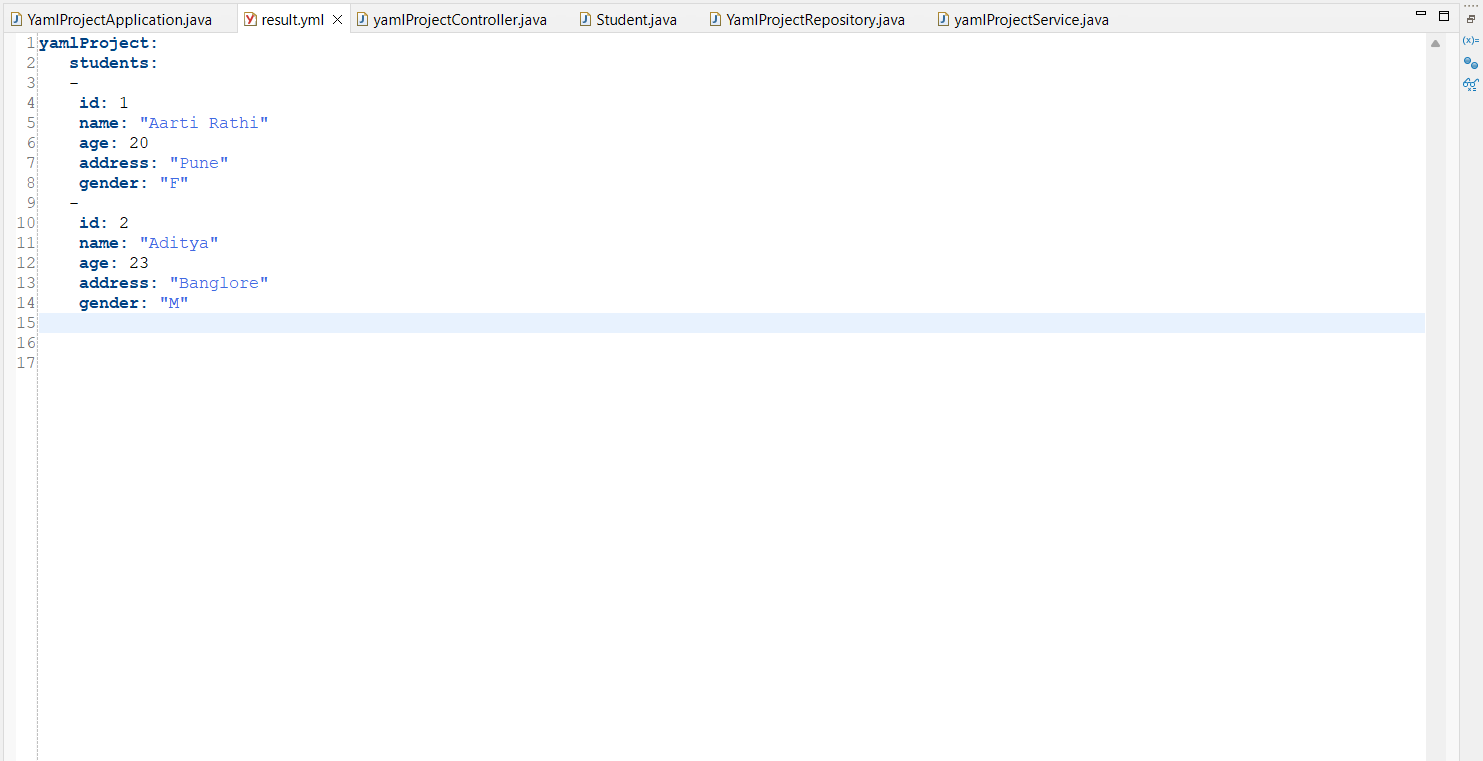 YamlProjectApplication.java result.yml yamlProjectController.java Student.java YamlProjectRepository.java yamlProjectService.java
1 yamlProject:
2    students:
3    -
4     id: 1
5     name: "Aarti Rathi"
6     age: 20
7     address: "Pune"
8     gender: "F"
9    -
10     id: 2
11     name: "Aditya"
12     age: 23
13     address: "Banglore"
14     gender: "M"
15
16
17
(x)=